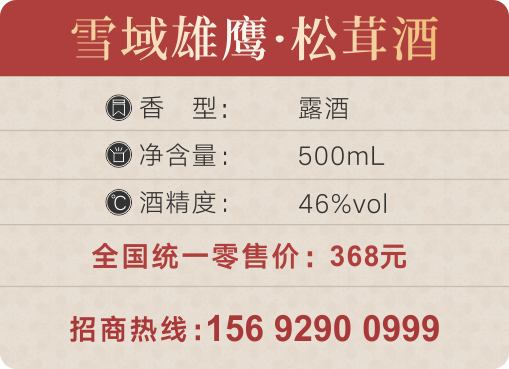 雪域雄鹰·松茸酒
香 型： 露酒
净含量： 500mL
酒精度： 46%vol
全国统一零售价：368元
招商热线:156 9290 0999